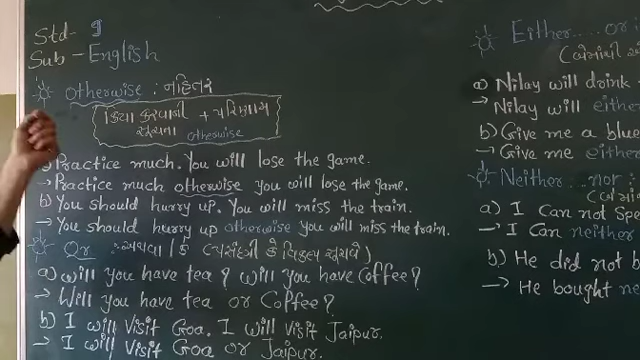 Std- 9
Sub - English
otherwise : નહિતર
ક્રિયા કરવાની + પરિણામ
સૂચના otherwise
a) Practice much. You will lose the game.
→ Practice much otherwise you will lose the game.
b) You should hurry up. You will miss the train.
→ You should hurry up otherwise you will miss the train.
Or : અથવા / કે
a) Will you have tea? Will you have Coffee?
→ Will you have tea or Coffee?
b) I will visit Goa. I will visit Jaipur.
→ I will visit Goa or Jaipur.
Either.... or
a) Nilay will drink
→ Nilay will eithe
b) Give me a blue
→ Give me either
Neither... nor :
a) I Can not Spe
→ I Can neither
b) He did not b
→ He bought ne